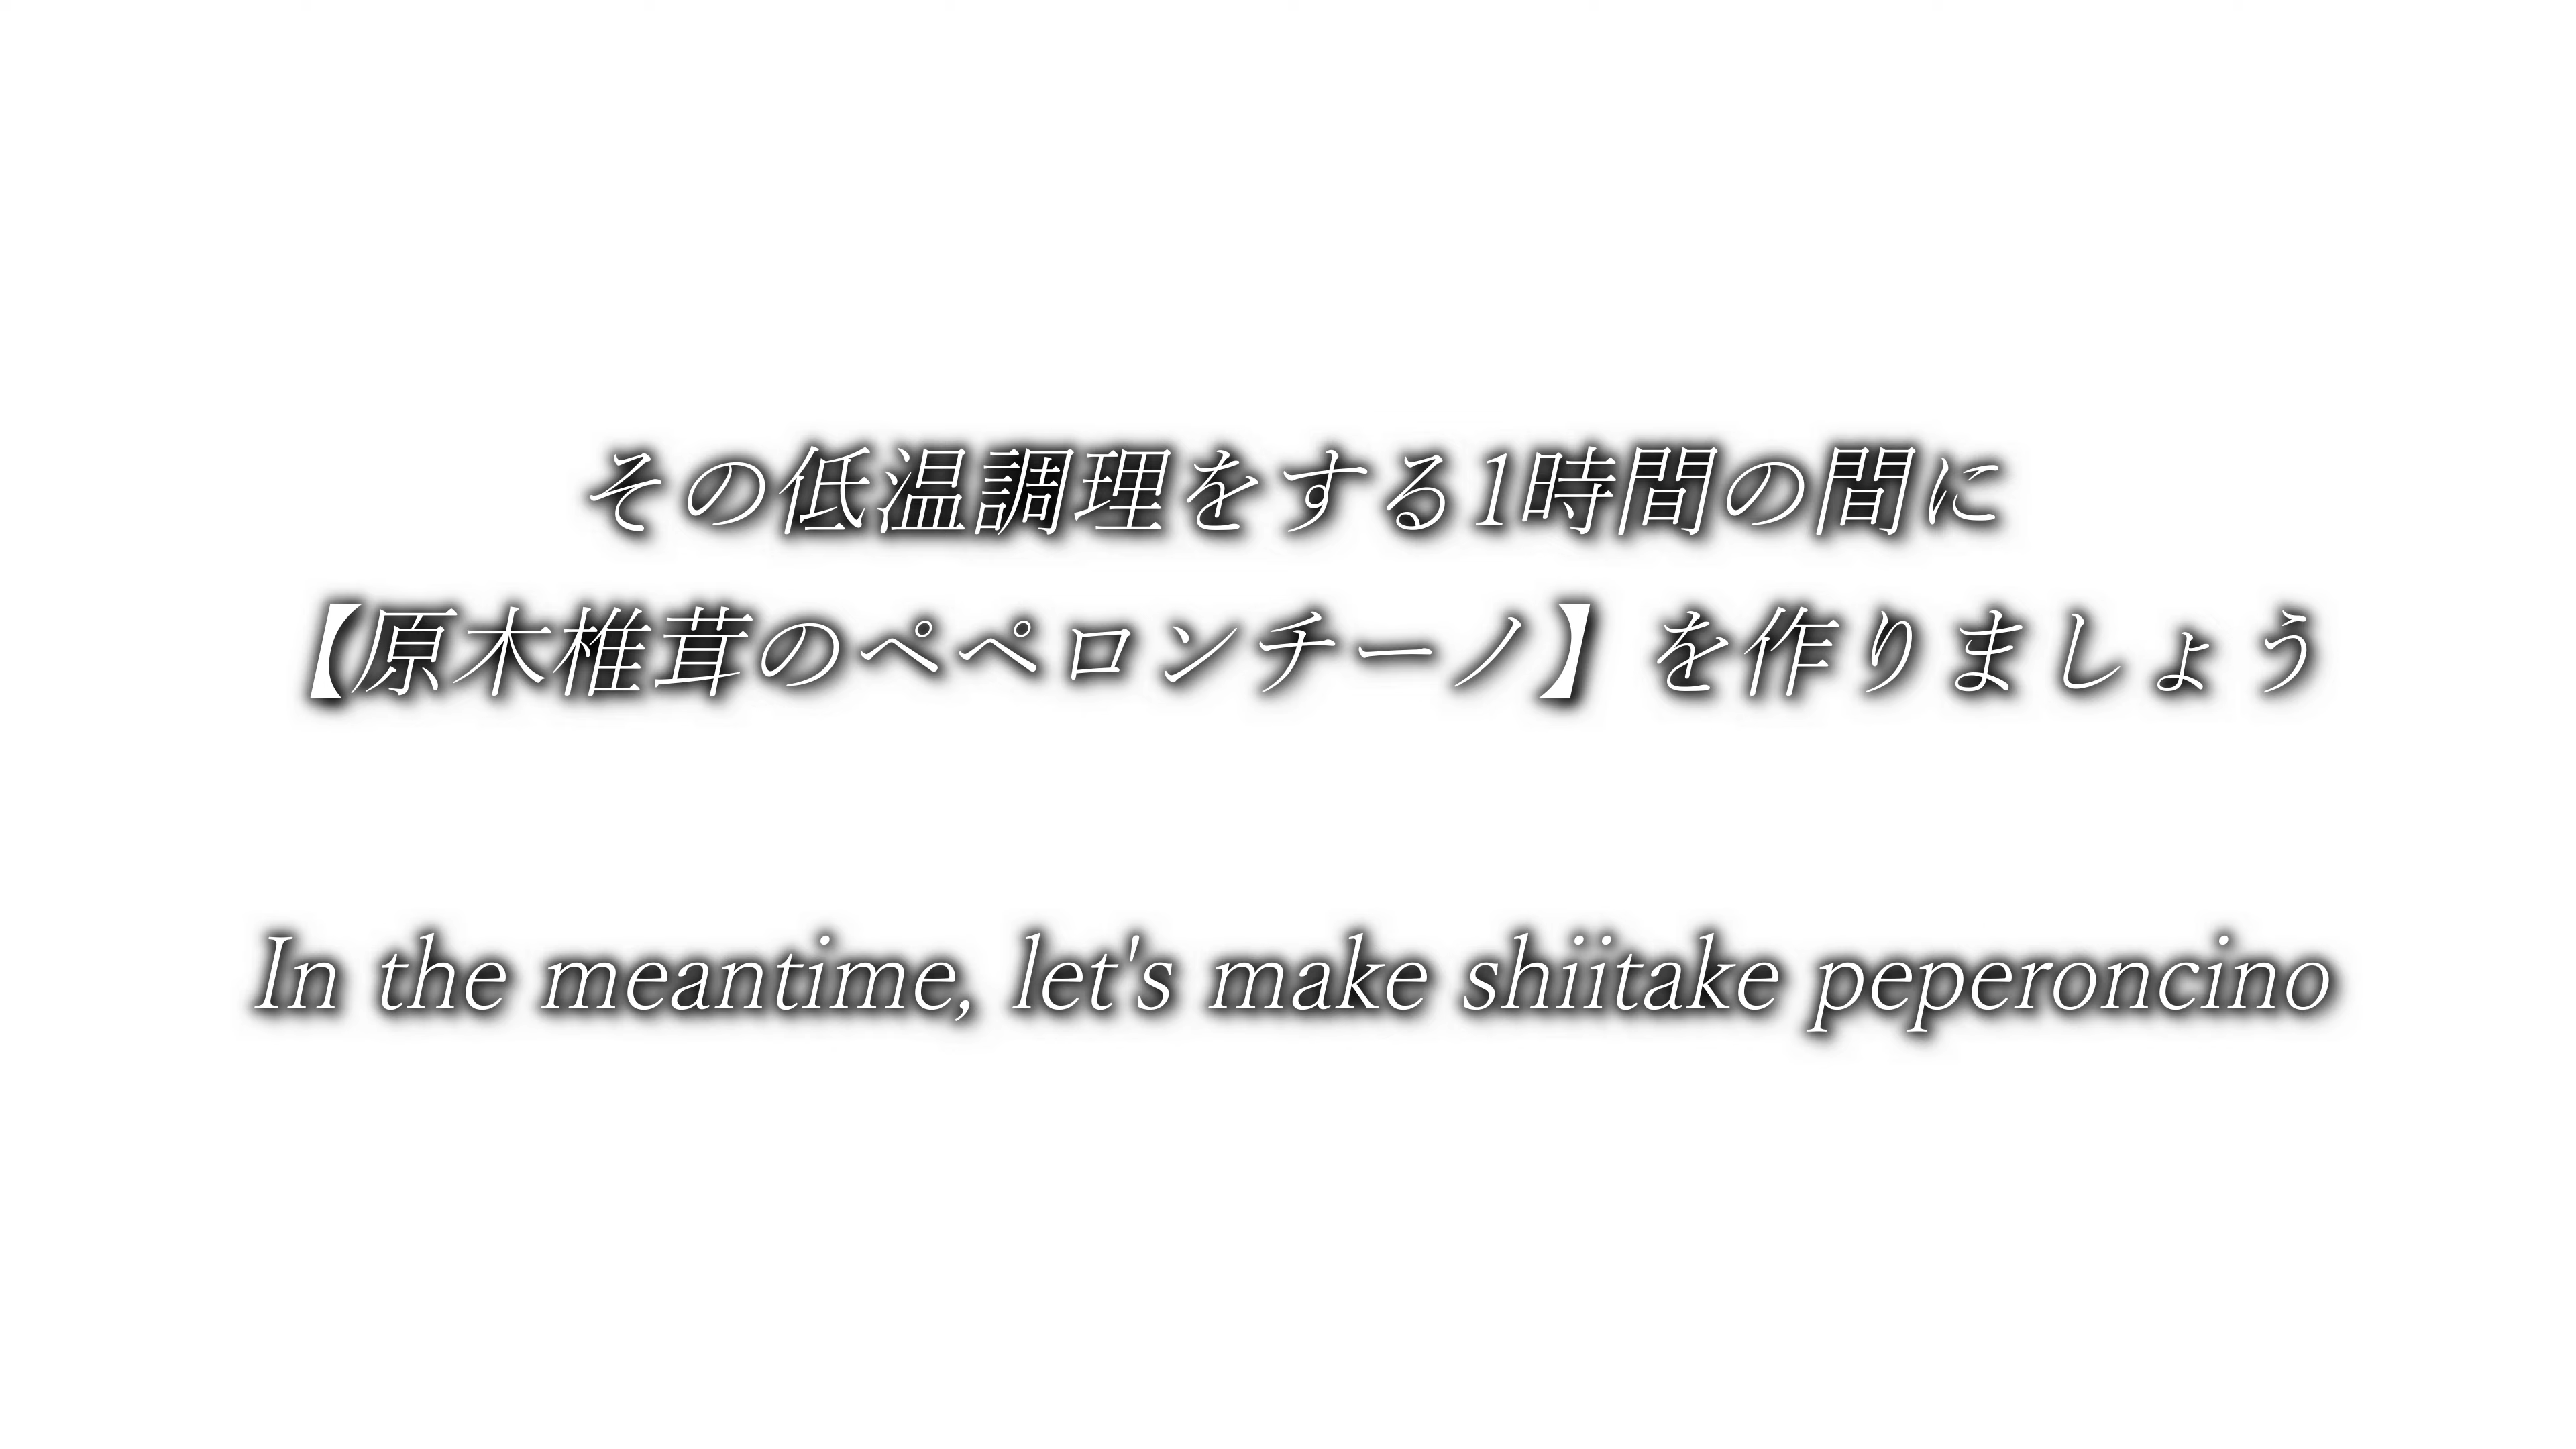 その低温調理をする1時間の間に
【原木椎茸のペペロンチーノ】を作りましょう
In the meantime, let's make shiitake peperoncino